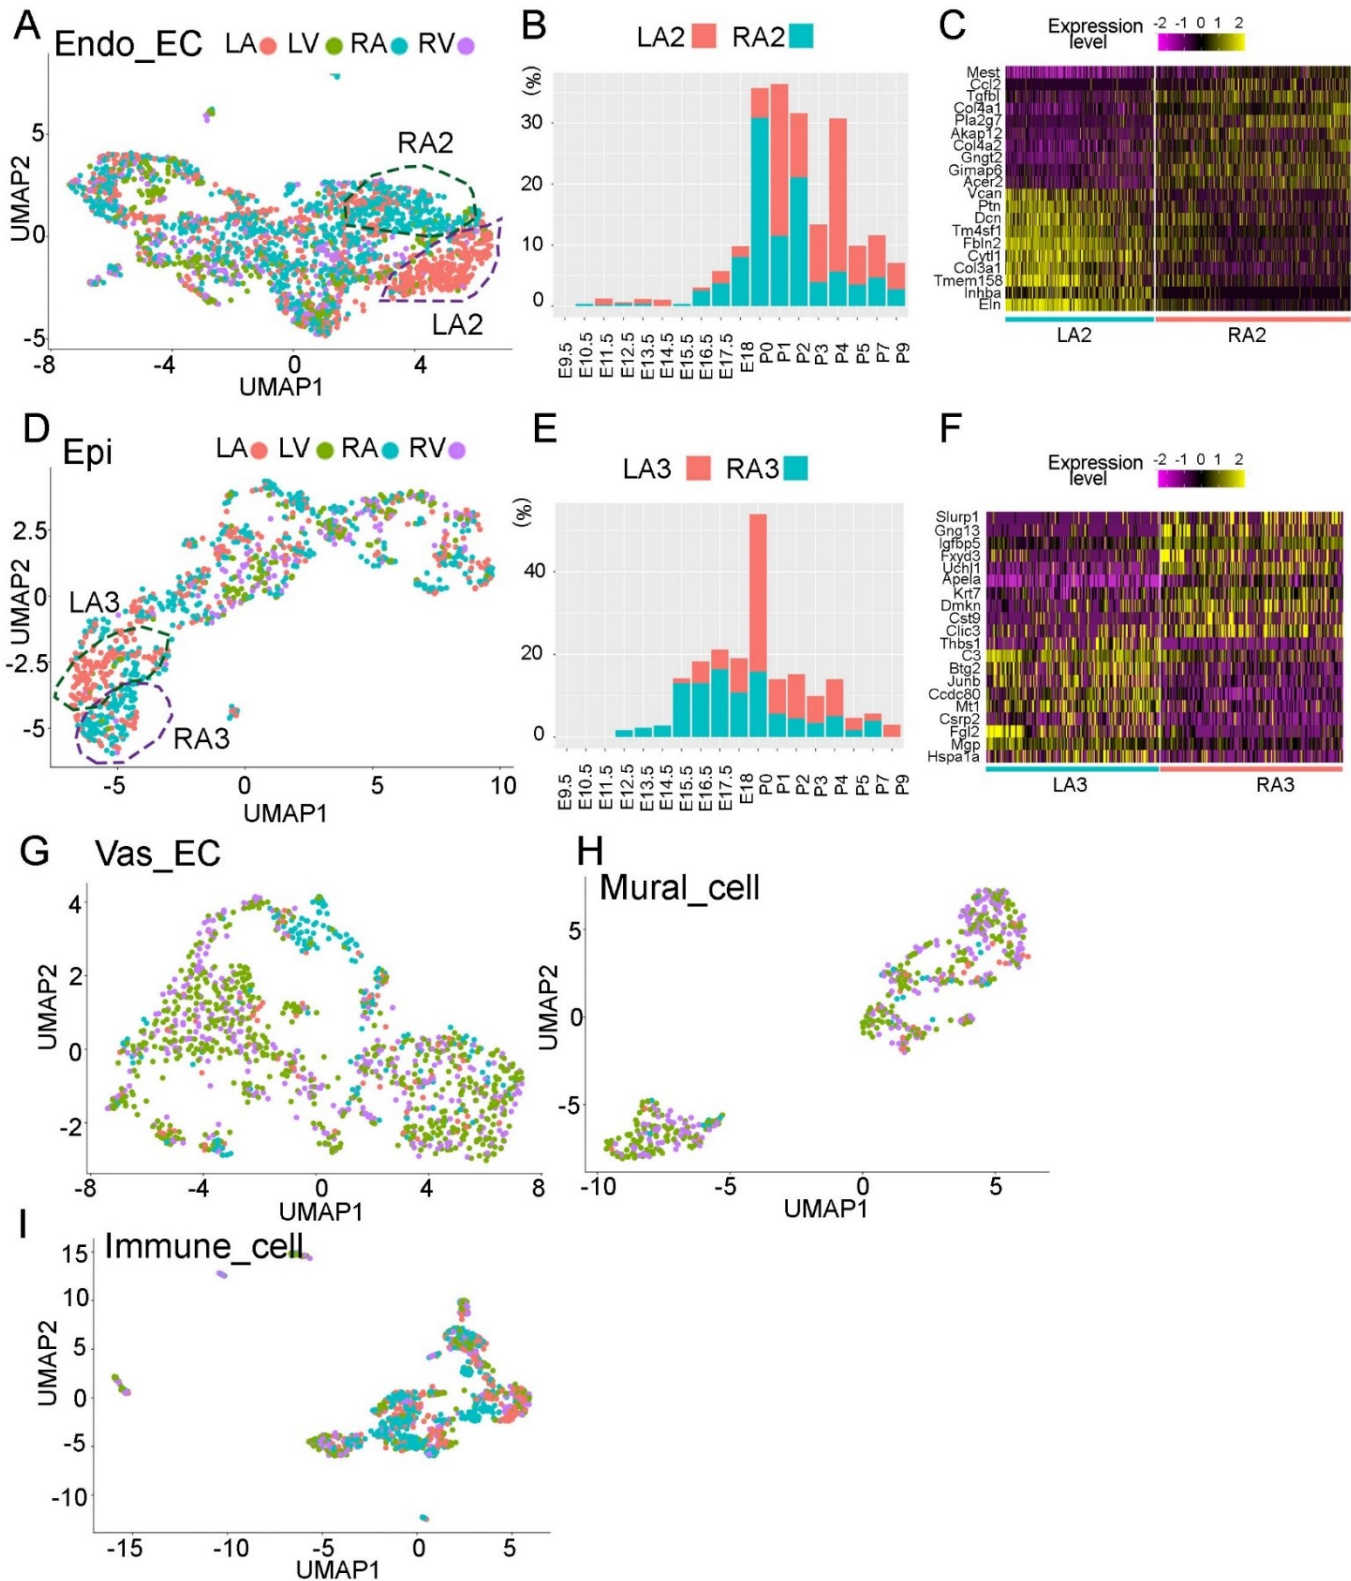 A
Endo_EC
LA LV RA RV
UMAP2
5
0
-5
RA2
LA2
-8 -4 0 4
UMAP1
B
LA2 RA2
(%)
30
20
10
0
E9.5
E10.5
E11.5
E12.5
E13.5
E14.5
E15.5
E16.5
E17.5
E18
P0
P1
P2
P3
P4
P5
P7
P9
C
Expression level
-2 -1 0 1 2
Mest
Ccl2
Tgfbl
Col4a1
Pla2g7
Akap12
Col4a2
Gngt2
Gimap6
Acer2
Vcan
Ptn
Dcn
Tm4sf1
Fbln2
Cytl1
Col3a1
Tmem158
Inhba
Eln
LA2 RA2
D
Epi
LA LV RA RV
UMAP2
2.5
0
-2.5
-5
LA3
RA3
-5 0 5 10
UMAP1
E
LA3 RA3
(%)
40
20
0
E9.5
E10.5
E11.5
E12.5
E13.5
E14.5
E15.5
E16.5
E17.5
E18
P0
P1
P2
P3
P4
P5
P7
P9
F
Expression level
-2 -1 0 1 2
Slurp1
Gng13
Igfbp5
Fxyd3
Uchl1
Apela
Krt7
Dmkn
Cst9
Clic3
Thbs1
C3
Btg2
Junb
Ccdc80
Mt1
Csrp2
Fgl2
Mgp
Hspa1a
LA3 RA3
G
Vas_EC
UMAP2
4
2
0
-2
-8 -4 0 4 8
UMAP1
H
Mural_cell
UMAP2
5
0
-5
-10 -5 0 5
UMAP1
I
Immune_cell
UMAP2
15
10
5
0
-5
-10
-15 -10 -5 0 5
UMAP1